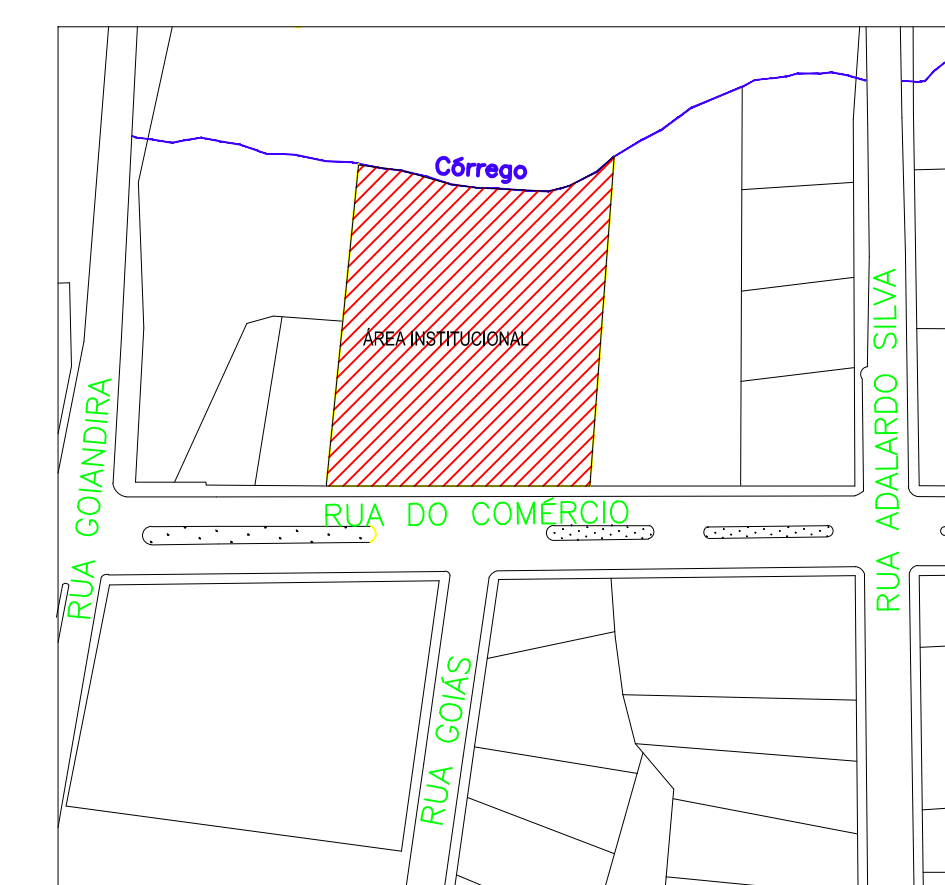 Córrego
ÁREA INSTITUCIONAL
RUA GOIANDIRA
RUA DO COMÉRCIO
RUA ADALARDO SILVA
RUA GOIÁS